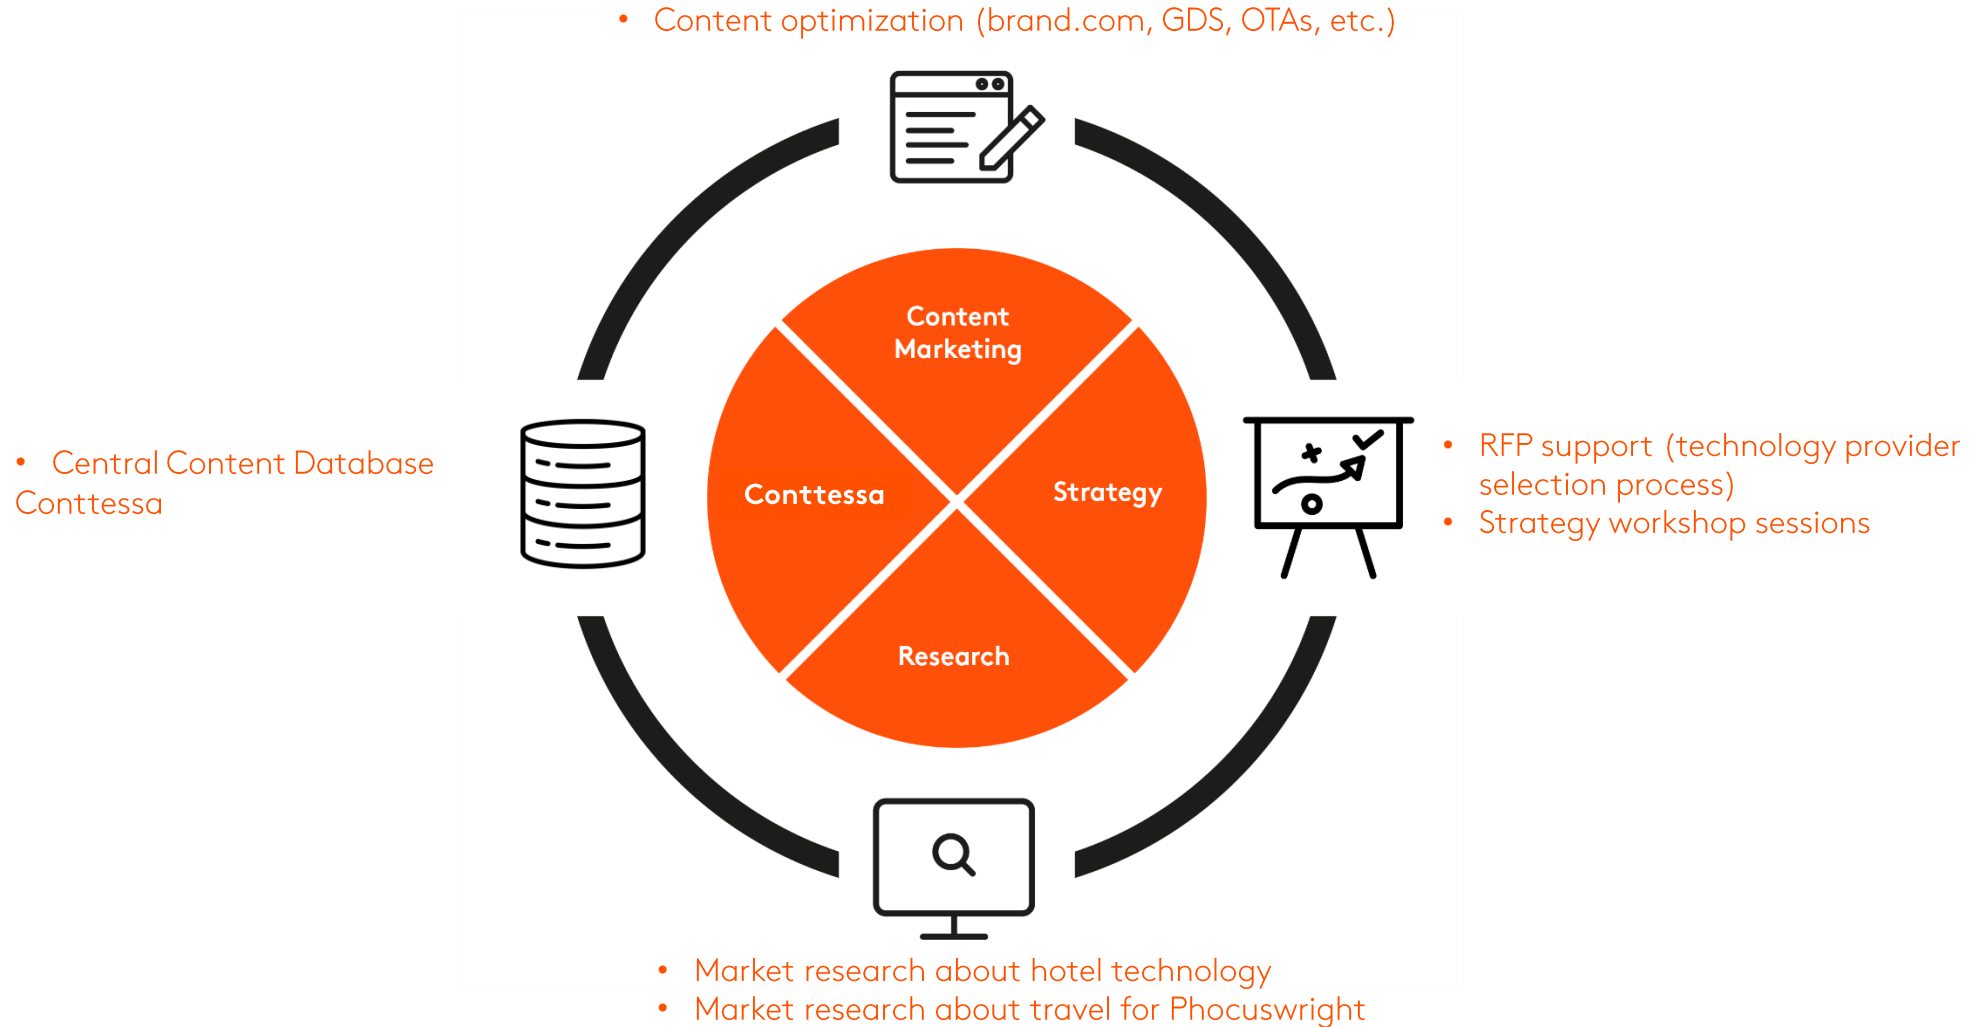 • Content optimization (brand.com, GDS, OTAs, etc.)
Content
Marketing
• Central Content Database
Conttessa
Conttessa
Strategy
• RFP support (technology provider
selection process)
• Strategy workshop sessions
Research
• Market research about hotel technology
• Market research about travel for Phocuswright